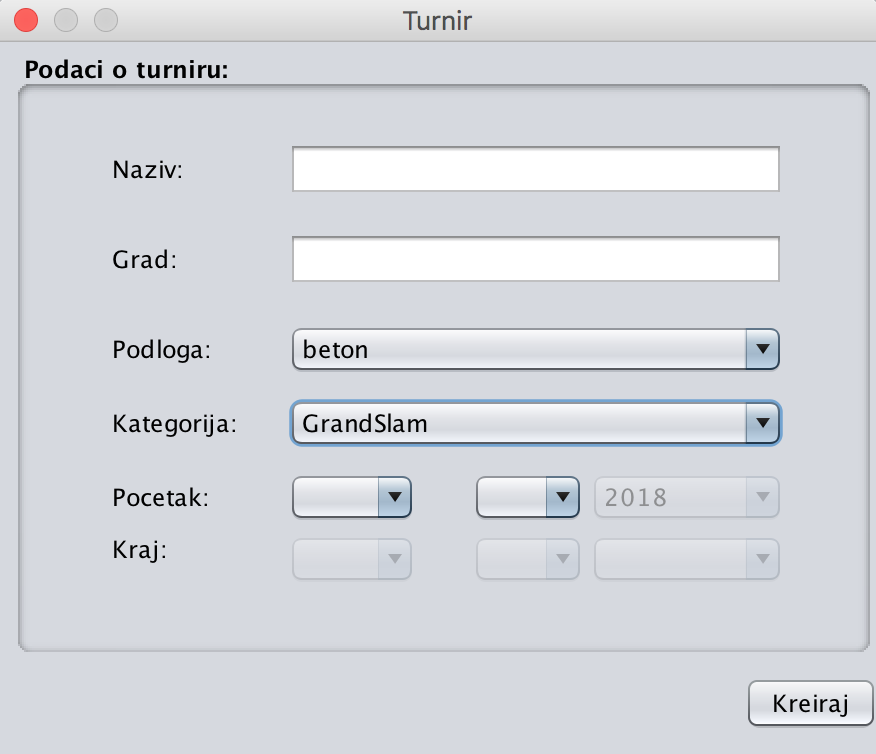 Turnir
Podaci o turniru:
Naziv:
Grad:
Podloga: beton
Kategorija: GrandSlam
Pocetak: 2018
Kraj:
Kreiraj